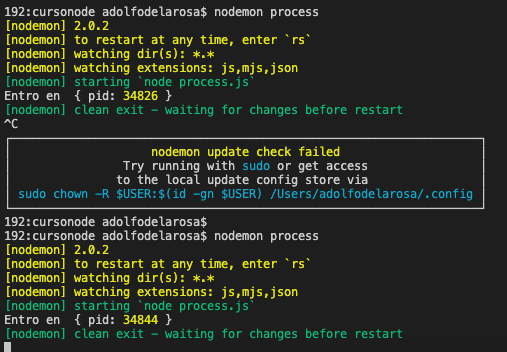 192:cursonode adolfodelarosa$ nodemon process
[nodemon] 2.0.2
[nodemon] to restart at any time, enter `rs`
[nodemon] watching dir(s): *.*
[nodemon] watching extensions: js,mjs,json
[nodemon] starting `node process.js`
Entro en  { pid: 34826 }
[nodemon] clean exit - waiting for changes before restart
^C
nodemon update check failed
Try running with sudo or get access
to the local update config store via
sudo chown -R $USER:$(id -gn $USER) /Users/adolfodelarosa/.config
192:cursonode adolfodelarosa$
192:cursonode adolfodelarosa$ nodemon process
[nodemon] 2.0.2
[nodemon] to restart at any time, enter `rs`
[nodemon] watching dir(s): *.*
[nodemon] watching extensions: js,mjs,json
[nodemon] starting `node process.js`
Entro en  { pid: 34844 }
[nodemon] clean exit - waiting for changes before restart